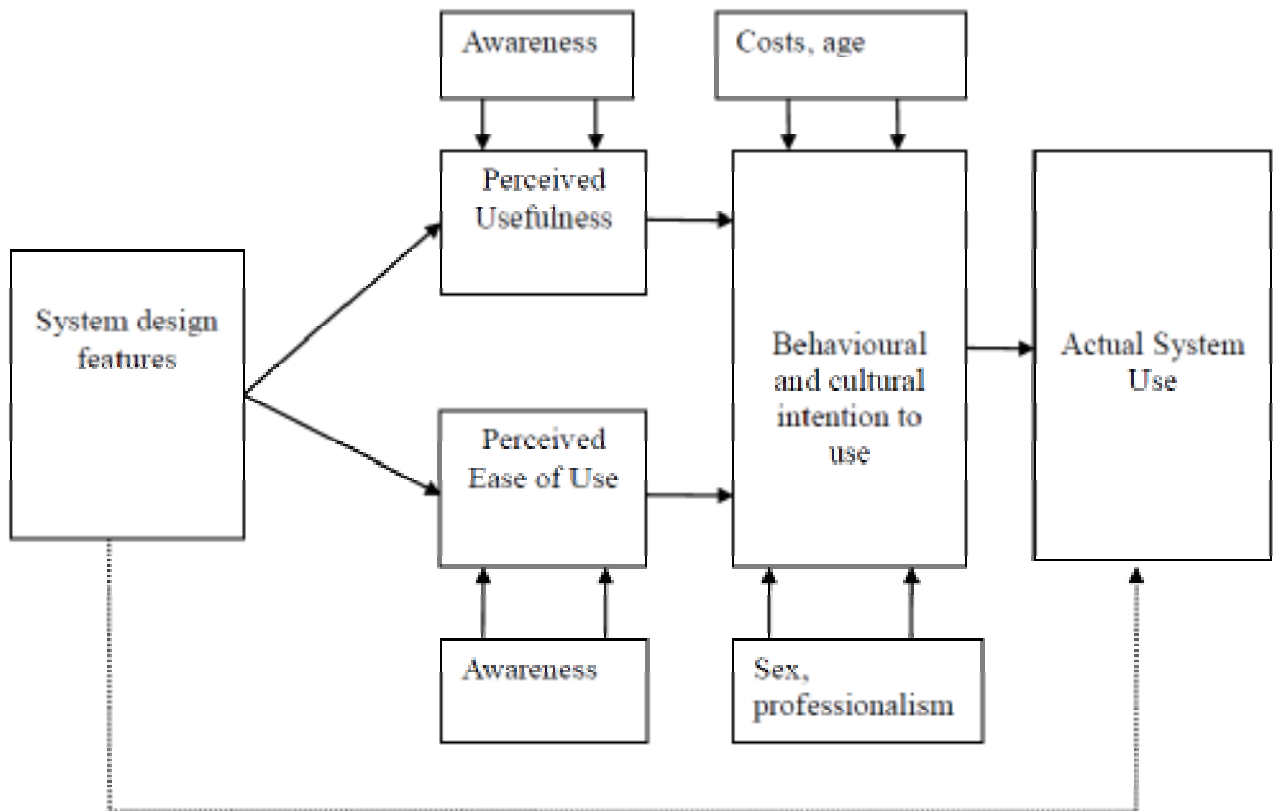 Awareness
Costs, age
Perceived
Usefulness
System design
features
Behavioural
and cultural
intention to
use
Actual System
Use
Perceived
Ease of Use
Awareness
Sex,
professionalism